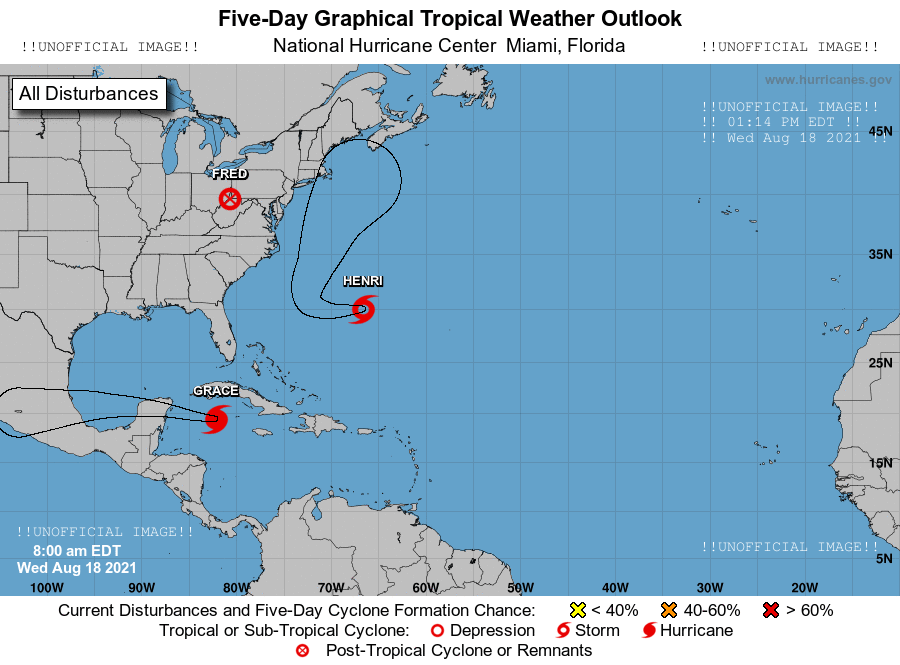 Five-Day Graphical Tropical Weather Outlook
!!UNOFFICIAL IMAGE!! National Hurricane Center Miami, Florida !!UNOFFICIAL IMAGE!!
All Disturbances
www.hurricanes.gov
!!UNOFFICIAL IMAGE!!
!! 01:14 PM EDT !!
!! Wed Aug 18 2021 !!
45N
FRED
35N
HENRI
25N
GRACE
15N
!!UNOFFICIAL IMAGE!!
8:00 am EDT
Wed Aug 18 2021
!!UNOFFICIAL IMAGE!!
5N
100W 90W 80W 70W 60W 50W 40W 30W 20W
Current Disturbances and Five-Day Cyclone Formation Chance: < 40% 40-60% > 60%
Tropical or Sub-Tropical Cyclone: Depression Storm Hurricane
Post-Tropical Cyclone or Remnants